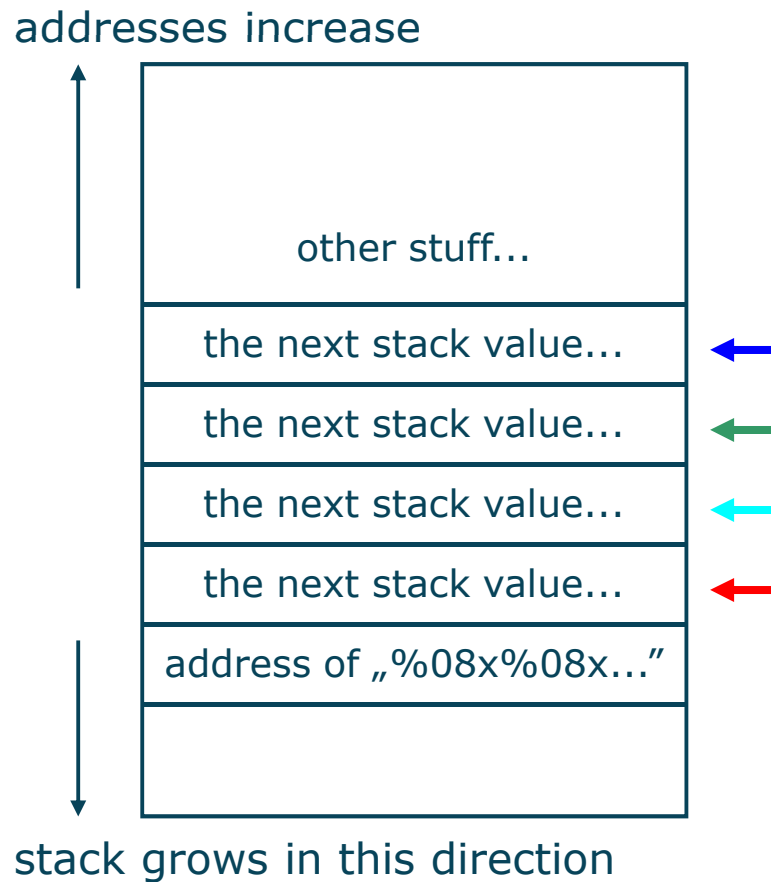 addresses increase
other stuff...
the next stack value...
the next stack value...
the next stack value...
the next stack value...
address of „%08x%08x...”
stack grows in this direction